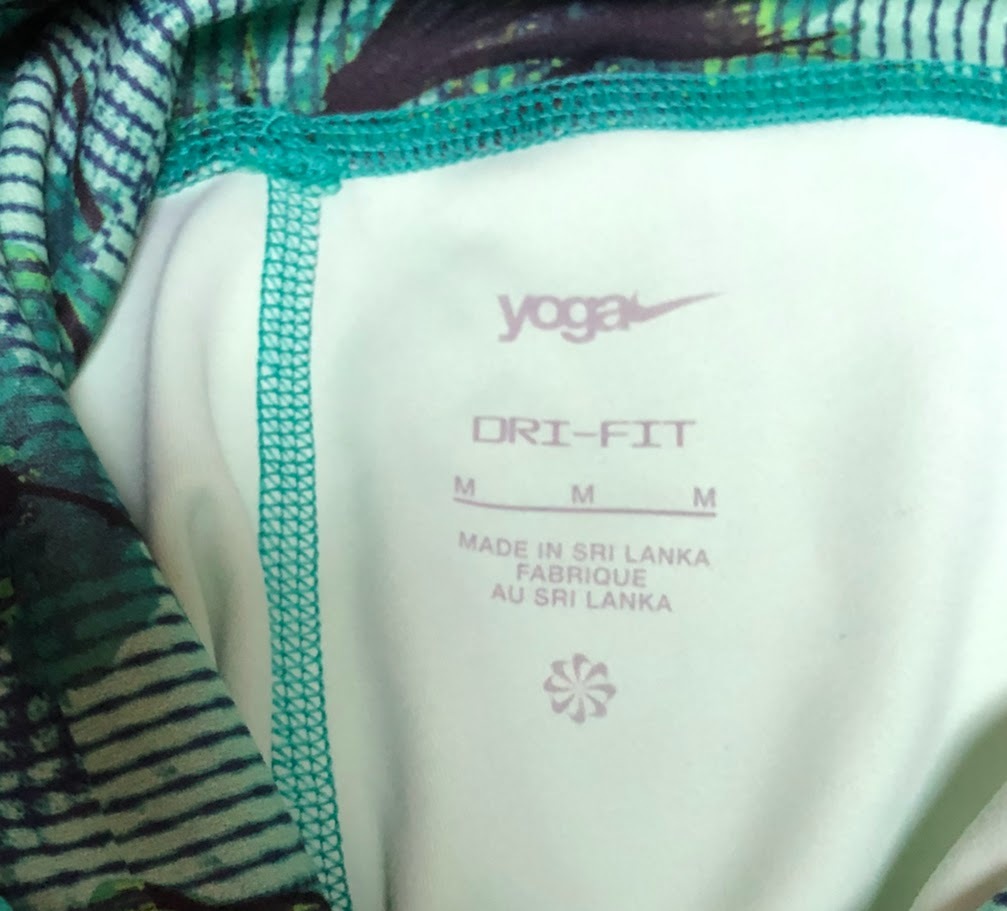 yoga
DRI-FIT
M M M
MADE IN SRI LANKA
FABRIQUE
AU SRI LANKA